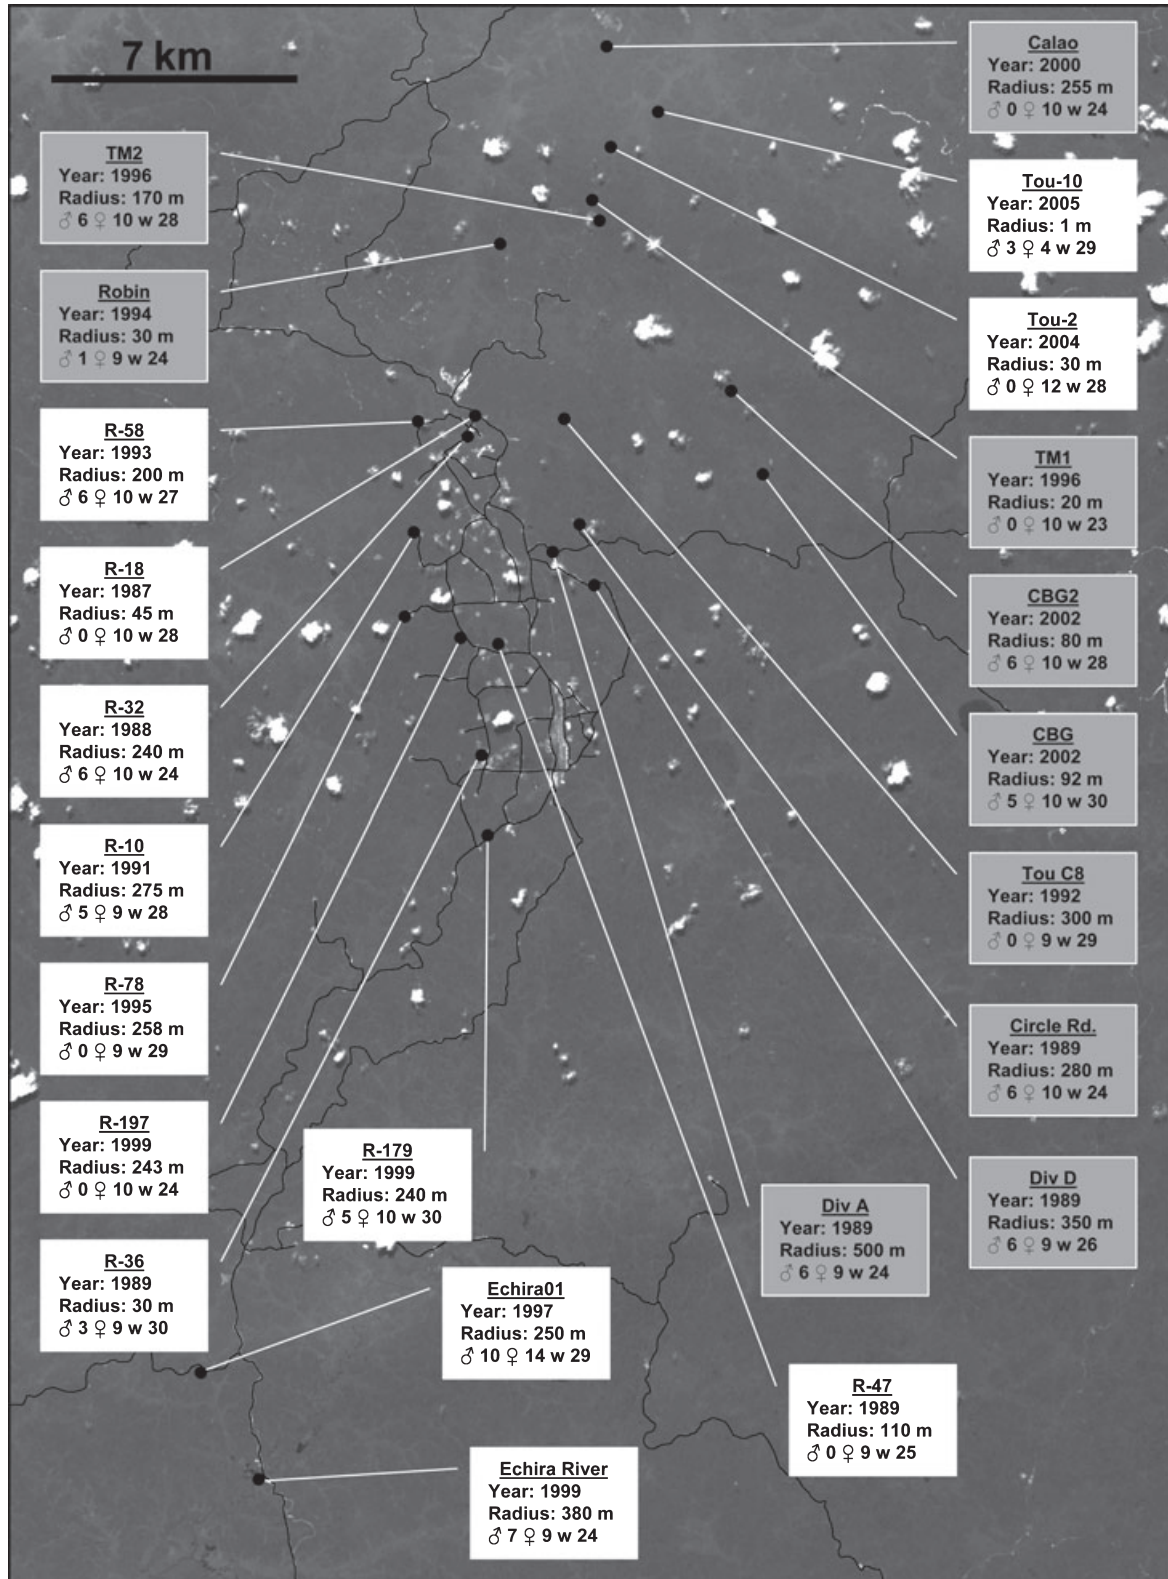 7 km
Calao
Year: 2000
Radius: 255 m
♂ 0 ♀ 10 w 24
TM2
Year: 1996
Radius: 170 m
♂ 6 ♀ 10 w 28
Tou-10
Year: 2005
Radius: 1 m
♂ 3 ♀ 4 w 29
Robin
Year: 1994
Radius: 30 m
♂ 1 ♀ 9 w 24
Tou-2
Year: 2004
Radius: 30 m
♂ 0 ♀ 12 w 28
R-58
Year: 1993
Radius: 200 m
♂ 6 ♀ 10 w 27
TM1
Year: 1996
Radius: 20 m
♂ 0 ♀ 10 w 23
R-18
Year: 1987
Radius: 45 m
♂ 0 ♀ 10 w 28
CBG2
Year: 2002
Radius: 80 m
♂ 6 ♀ 10 w 28
R-32
Year: 1988
Radius: 240 m
♂ 6 ♀ 10 w 24
CBG
Year: 2002
Radius: 92 m
♂ 5 ♀ 10 w 30
R-10
Year: 1991
Radius: 275 m
♂ 5 ♀ 9 w 28
Tou C8
Year: 1992
Radius: 300 m
♂ 0 ♀ 9 w 29
R-78
Year: 1995
Radius: 258 m
♂ 0 ♀ 9 w 29
Circle Rd.
Year: 1989
Radius: 280 m
♂ 6 ♀ 10 w 24
R-197
Year: 1999
Radius: 243 m
♂ 0 ♀ 10 w 24
R-179
Year: 1999
Radius: 240 m
♂ 5 ♀ 10 w 30
Div A
Year: 1989
Radius: 500 m
♂ 6 ♀ 9 w 24
Div D
Year: 1989
Radius: 350 m
♂ 6 ♀ 9 w 26
R-36
Year: 1989
Radius: 30 m
♂ 3 ♀ 9 w 30
Echira01
Year: 1997
Radius: 250 m
♂ 10 ♀ 14 w 29
R-47
Year: 1989
Radius: 110 m
♂ 0 ♀ 9 w 25
Echira River
Year: 1999
Radius: 380 m
♂ 7 ♀ 9 w 24